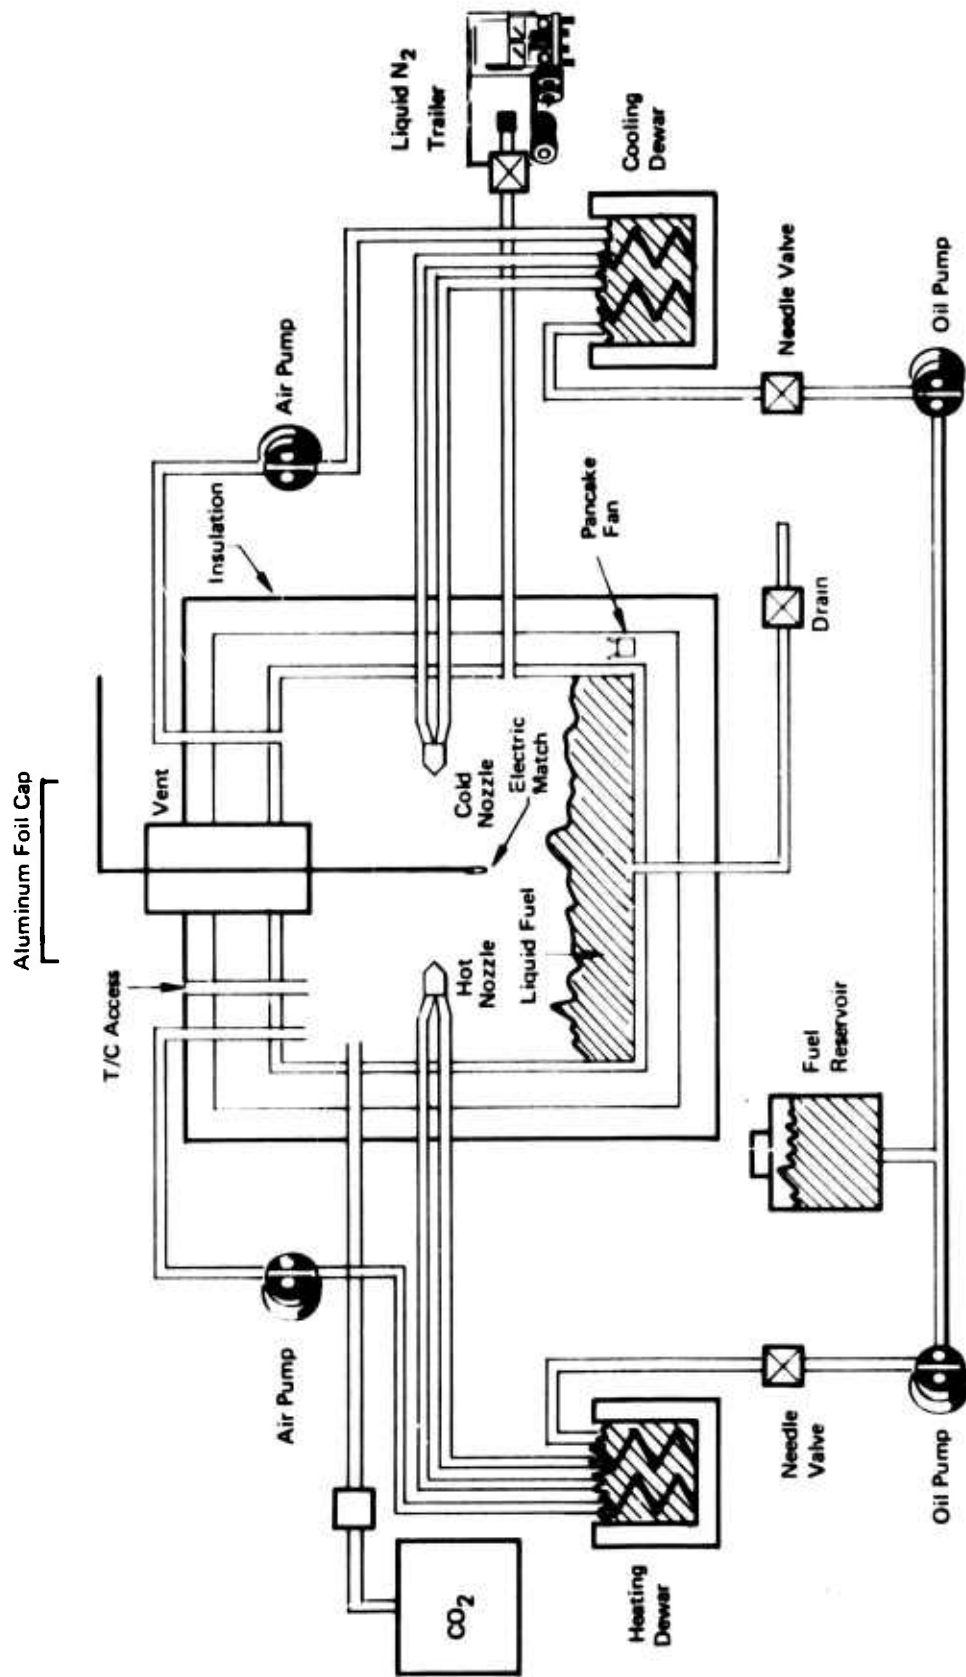 Aluminum Foil Cap
Vent
T/C Access
Insulation
Air Pump
Air Pump
Liquid N2
Trailer
CO2
Hot
Nozzle
Cold
Nozzle
Electric
Match
Liquid Fuel
Pancake
Fan
Heating
Dewar
Cooling
Dewar
Needle
Valve
Needle Valve
Fuel
Reservoir
Drain
Oil Pump
Oil Pump